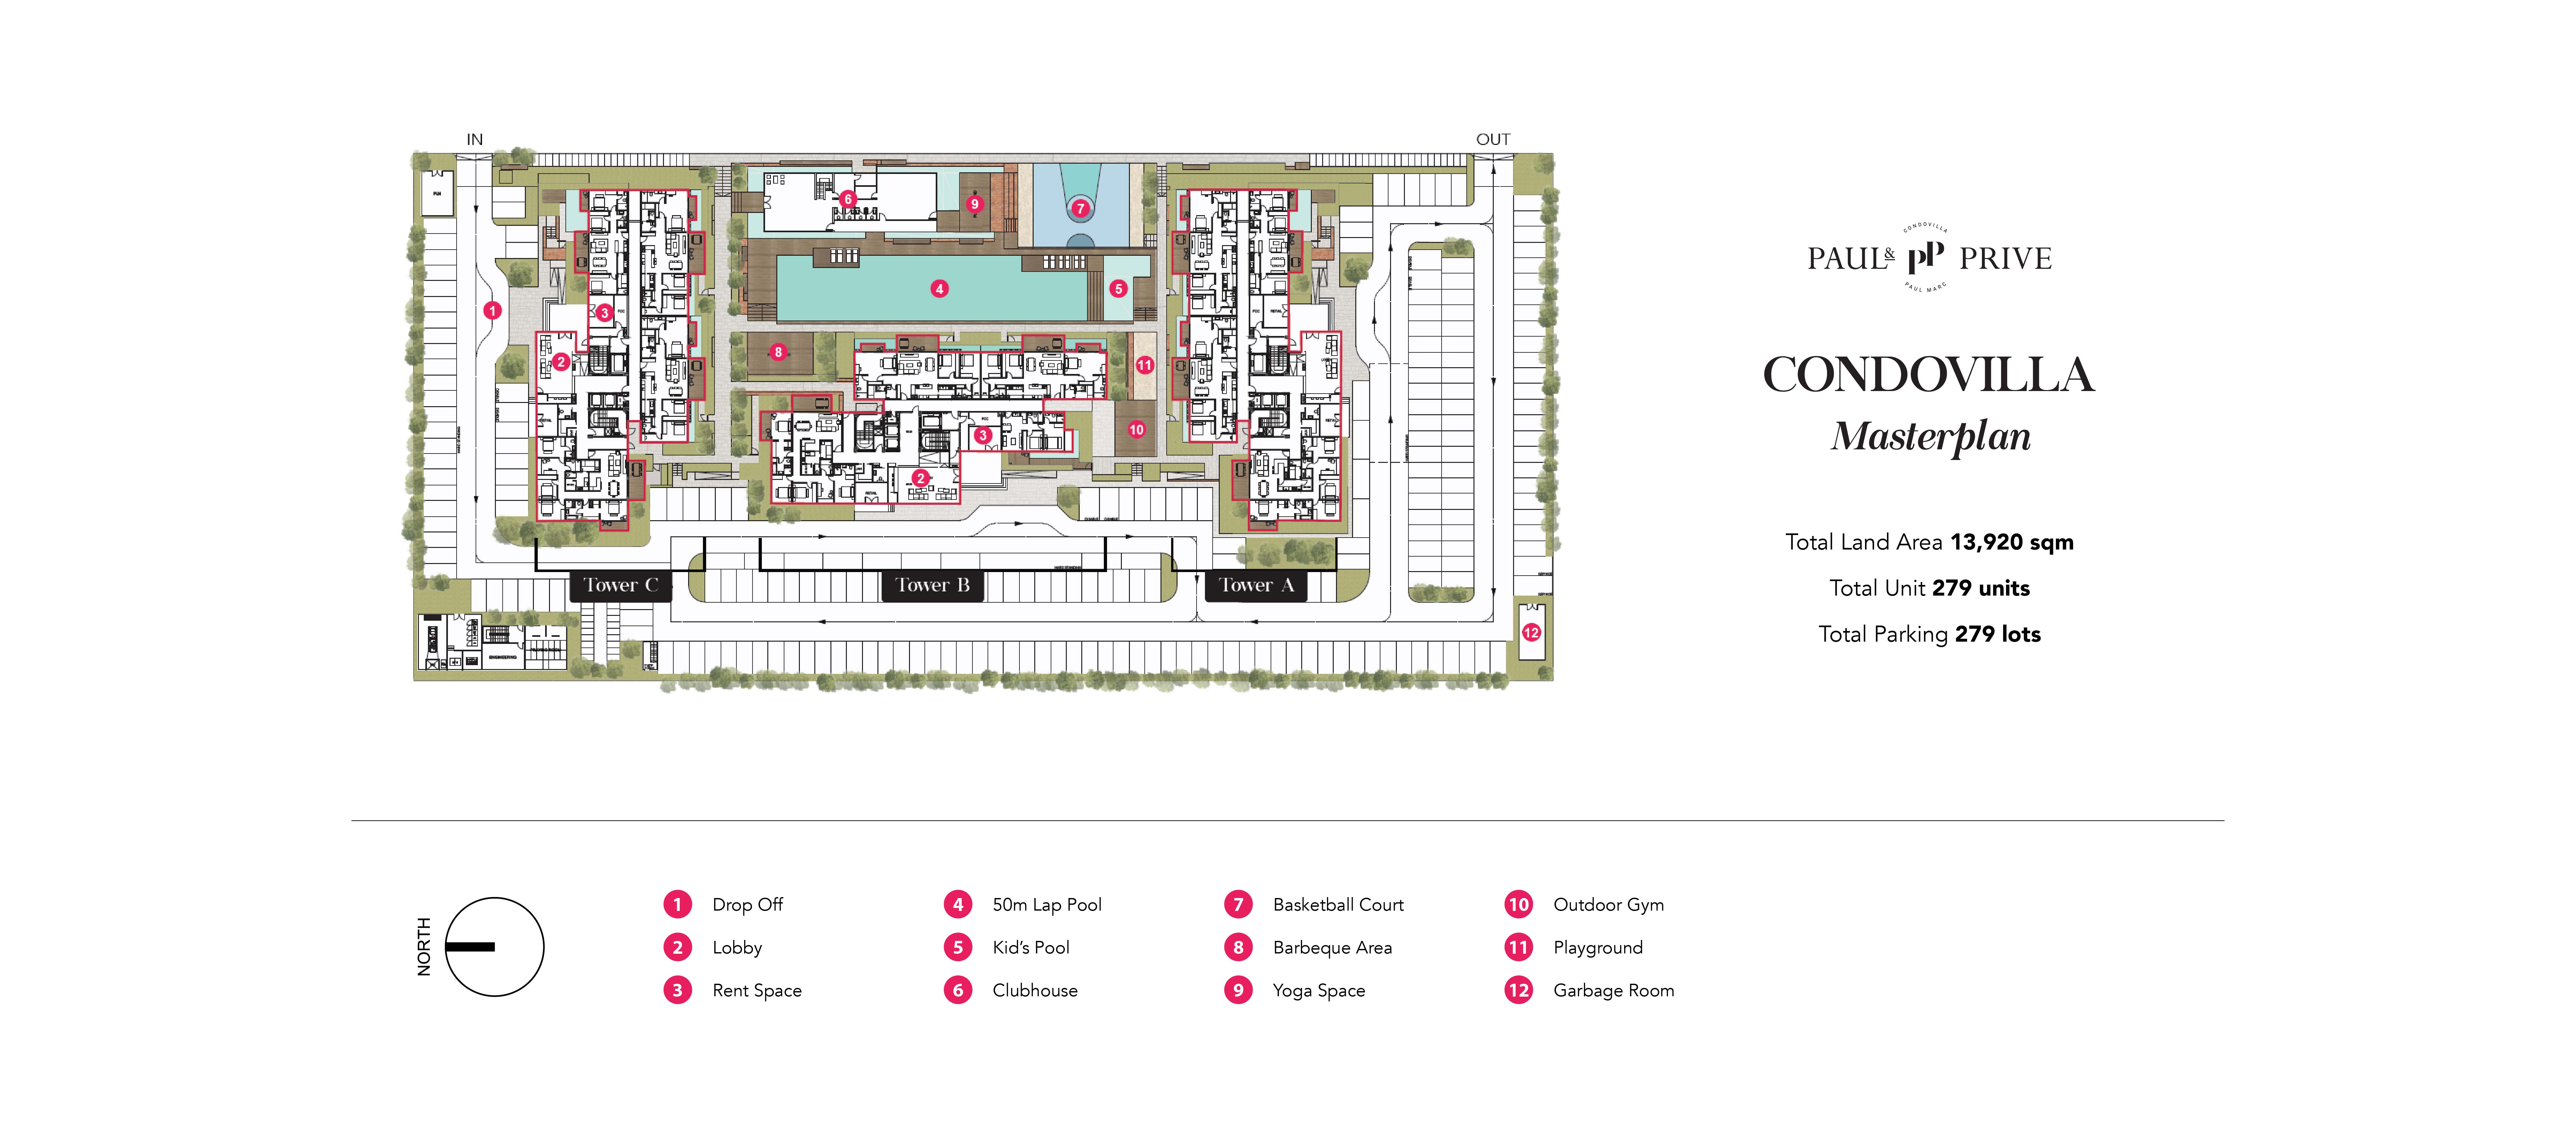 IN
OUT
1
2
3
4
5
6
7
8
9
10
11
12
2
3
RETAIL
RETAIL
ENGINEERING
Tower C
Tower B
Tower A
CONDOVILLA
PAUL & PP PRIVE
PAUL MARC
CONDOVILLA
Masterplan
Total Land Area 13,920 sqm
Total Unit 279 units
Total Parking 279 lots
NORTH
1 Drop Off
2 Lobby
3 Rent Space
4 50m Lap Pool
5 Kid's Pool
6 Clubhouse
7 Basketball Court
8 Barbeque Area
9 Yoga Space
10 Outdoor Gym
11 Playground
12 Garbage Room